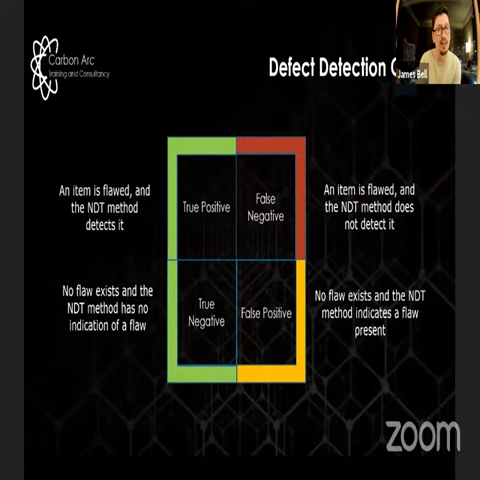 Carbon Arc
Training and Consultancy
Defect Detection
James Bell
An item is flawed, and
the NDT method
detects it
True Positive
False
Negative
An item is flawed, and
the NDT method does
not detect it
No flaw exists and the
NDT method has no
indication of a flaw
True
Negative
False Positive
No flaw exists and the NDT
method indicates a flaw
present
zoom